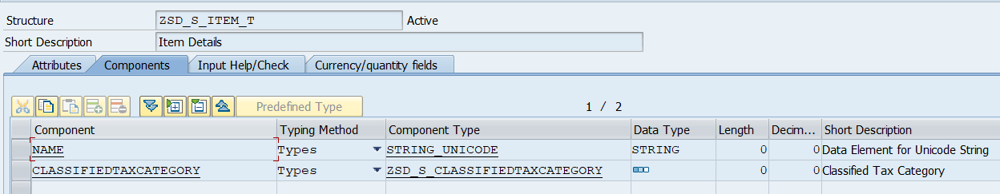 Structure ZSD_S_ITEM_T Active
Short Description Item Details
Attributes Components Input Help/Check Currency/quantity fields
Predefined Type 1 / 2
Component Typing Method Component Type Data Type Length Decim... Short Description
NAME Types STRING_UNICODE STRING 0 0 Data Element for Unicode String
CLASSIFIEDTAXCATEGORY Types ZSD_S_CLASSIFIEDTAXCATEGORY 0 0 Classified Tax Category